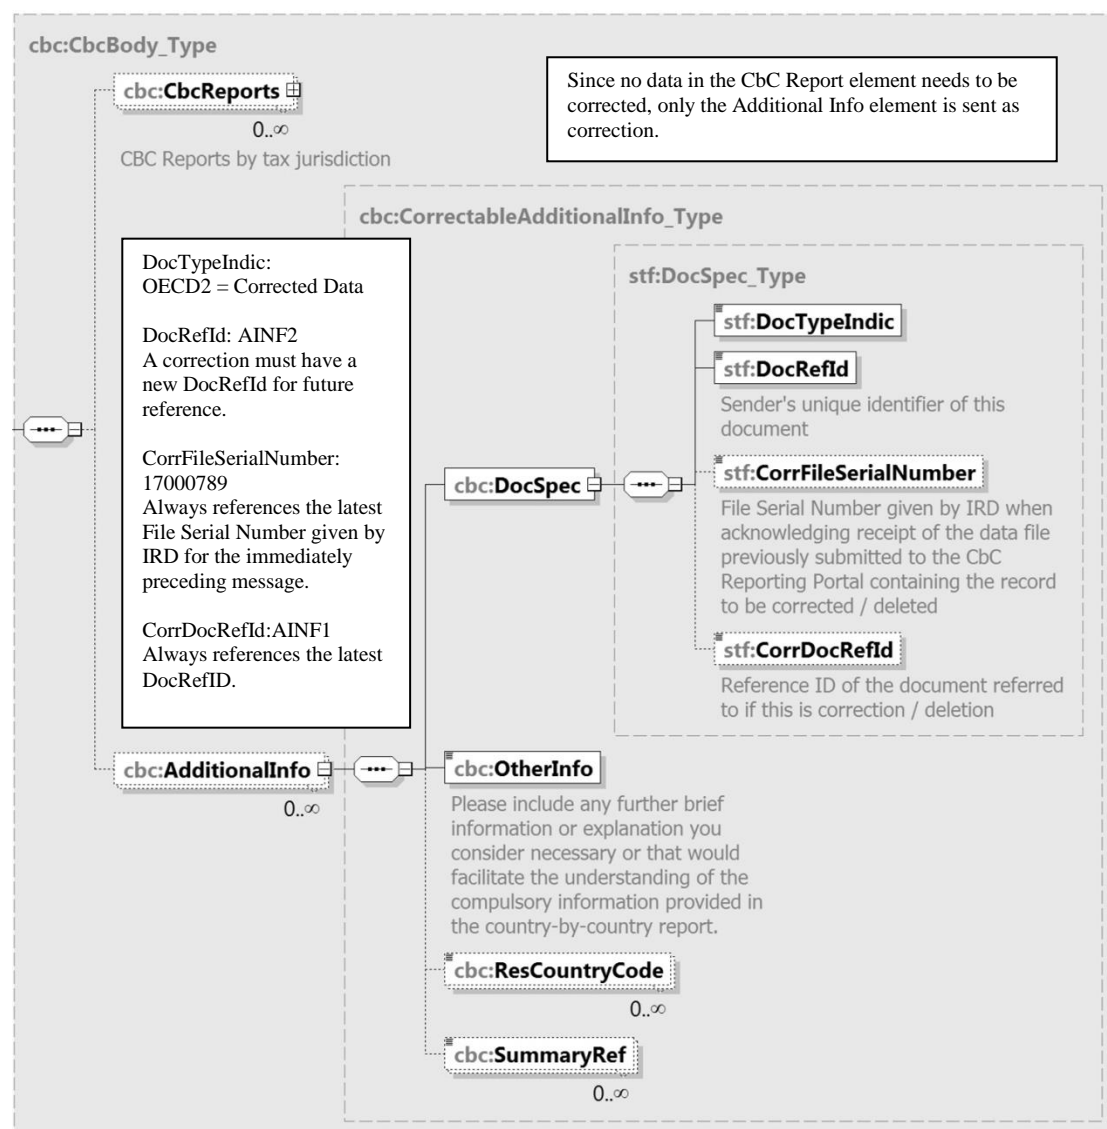 cbc:CbcBody_Type
cbc:CbcReports
0..∞
CBC Reports by tax jurisdiction
Since no data in the CbC Report element needs to be
corrected, only the Additional Info element is sent as
correction.
cbc:CorrectableAdditionalInfo_Type
DocTypeIndic:
OECD2 = Corrected Data
DocRefId: AINF2
A correction must have a
new DocRefId for future
reference.
CorrFileSerialNumber:
17000789
Always references the latest
File Serial Number given by
IRD for the immediately
preceding message.
CorrDocRefId:AINF1
Always references the latest
DocRefID.
stf:DocSpec_Type
stf:DocTypeIndic
stf:DocRefId
Sender's unique identifier of this
document
cbc:DocSpec
stf:CorrFileSerialNumber
File Serial Number given by IRD when
acknowledging receipt of the data file
previously submitted to the CbC
Reporting Portal containing the record
to be corrected / deleted
stf:CorrDocRefId
Reference ID of the document referred
to if this is correction / deletion
cbc:AdditionalInfo
0..∞
cbc:OtherInfo
Please include any further brief
information or explanation you
consider necessary or that would
facilitate the understanding of the
compulsory information provided in
the country-by-country report.
cbc:ResCountryCode
0..∞
cbc:SummaryRef
0..∞